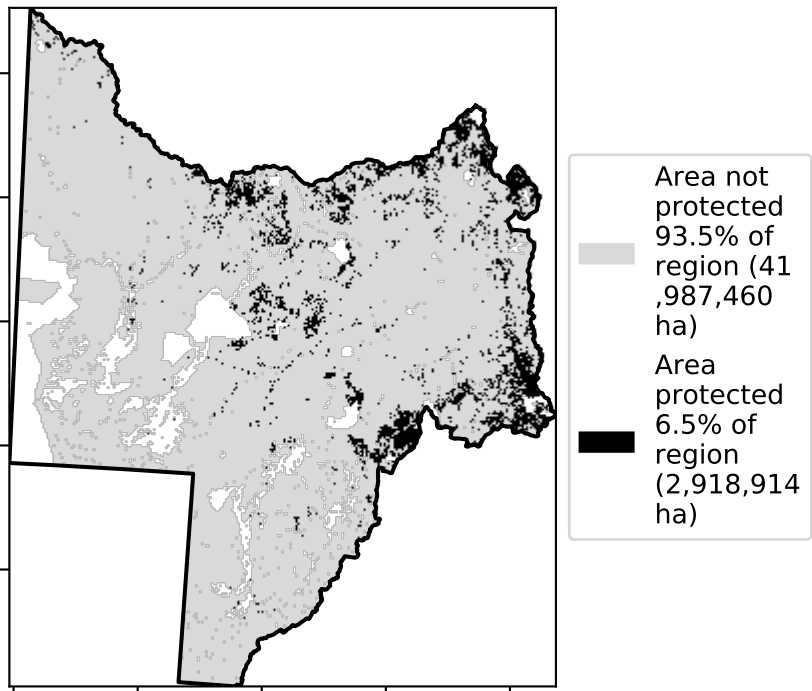 Area not
protected
93.5% of
region (41
,987,460
ha)
Area
protected
6.5% of
region
(2,918,914
ha)